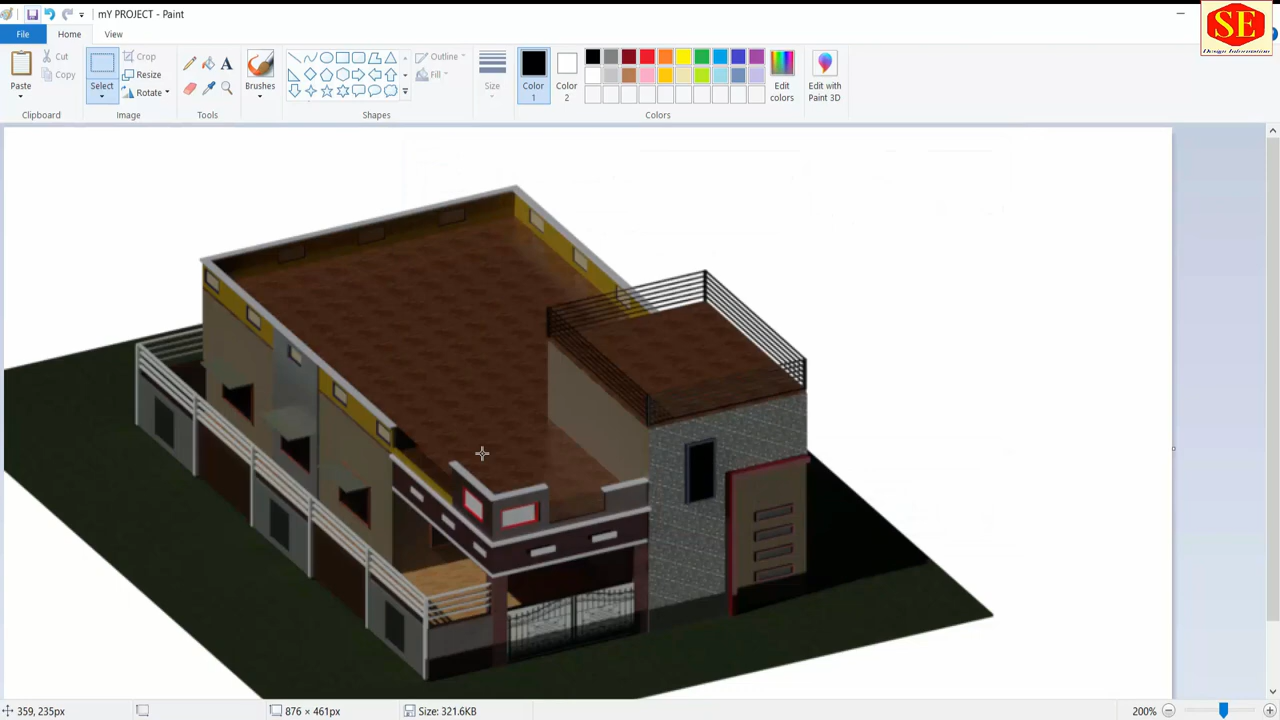 mY PROJECT - Paint
SE
Design Information
File Home View
Paste
Cut
Copy
Clipboard
Select
Crop
Resize
Rotate
Image
Tools
Brushes
Outline
Fill
Shapes
Size
Color
1
Color
2
Edit
colors
Colors
Edit with
Paint 3D
359, 235px
876 × 461px
Size: 321.6KB
200%